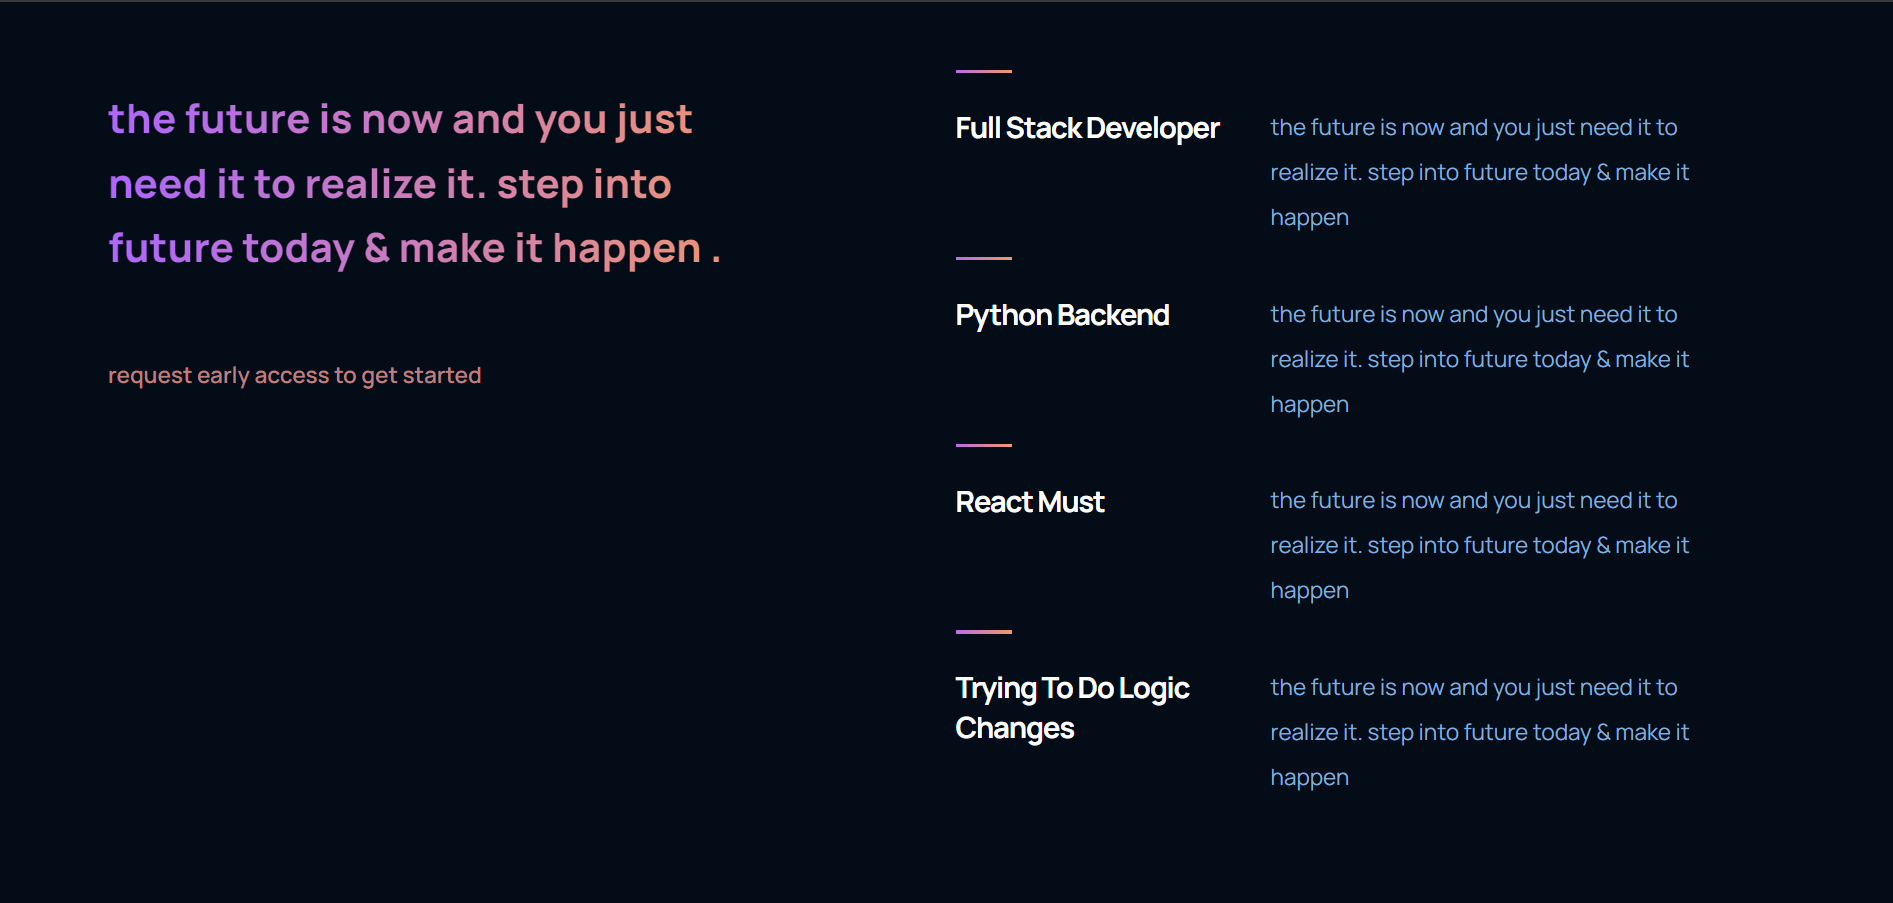 the future is now and you just
need it to realize it. step into
future today & make it happen .
request early access to get started
Full Stack Developer
the future is now and you just need it to
realize it. step into future today & make it
happen
Python Backend
the future is now and you just need it to
realize it. step into future today & make it
happen
React Must
the future is now and you just need it to
realize it. step into future today & make it
happen
Trying To Do Logic
Changes
the future is now and you just need it to
realize it. step into future today & make it
happen